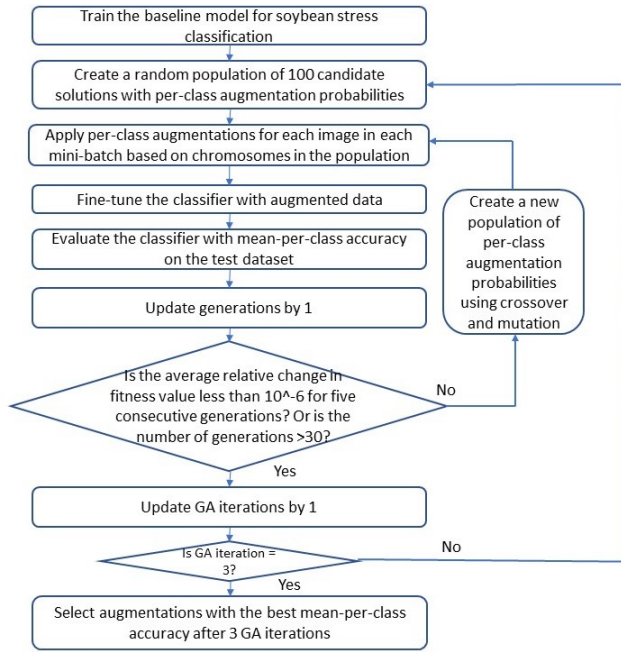 Train the baseline model for soybean stress
classification
Create a random population of 100 candidate
solutions with per-class augmentation probabilities
Apply per-class augmentations for each image in each
mini-batch based on chromosomes in the population
Fine-tune the classifier with augmented data
Evaluate the classifier with mean-per-class accuracy
on the test dataset
Update generations by 1
Create a new
population of
per-class
augmentation
probabilities
using crossover
and mutation
Is the average relative change in
fitness value less than 10^-6 for five
consecutive generations? Or is the
number of generations >30?
No
Yes
Update GA iterations by 1
Is GA iteration =
3?
No
Yes
Select augmentations with the best mean-per-class
accuracy after 3 GA iterations